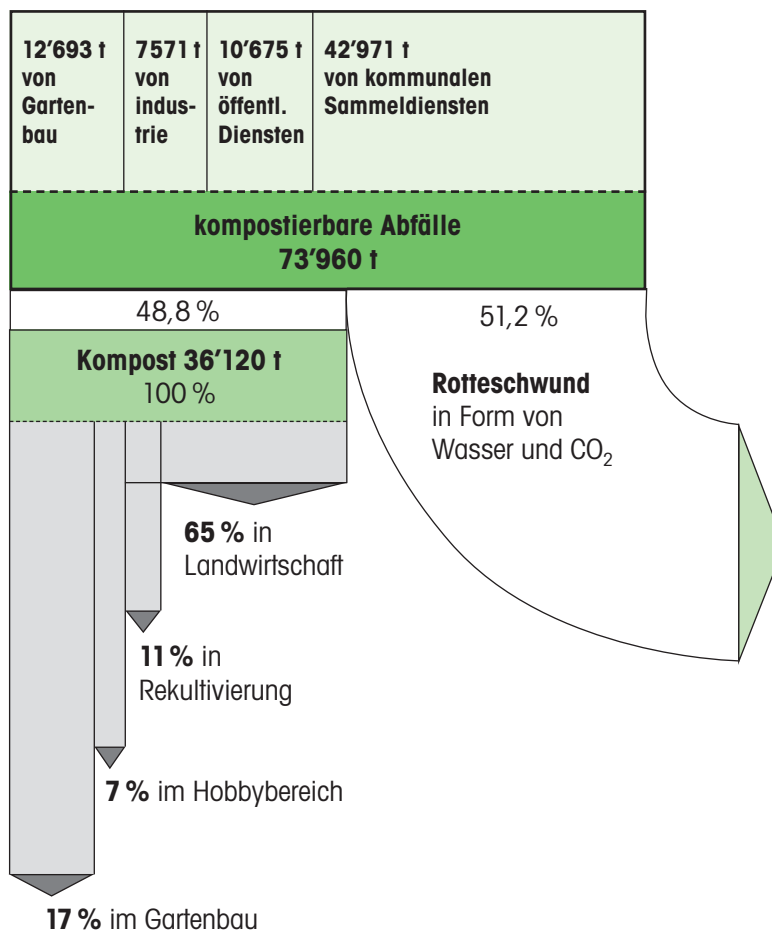 12’693 t
von
Garten-
bau
7571 t
von
indus-
trie
10’675 t
von
öffentl.
Diensten
42’971 t
von kommunalen
Sammeldiensten
kompostierbare Abfälle
73’960 t
48,8 %
51,2 %
Kompost 36’120 t
100 %
Rotteschwund
in Form von
Wasser und CO₂
65 % in
Landwirtschaft
11 % in
Rekultivierung
7 % im Hobbybereich
17 % im Gartenbau